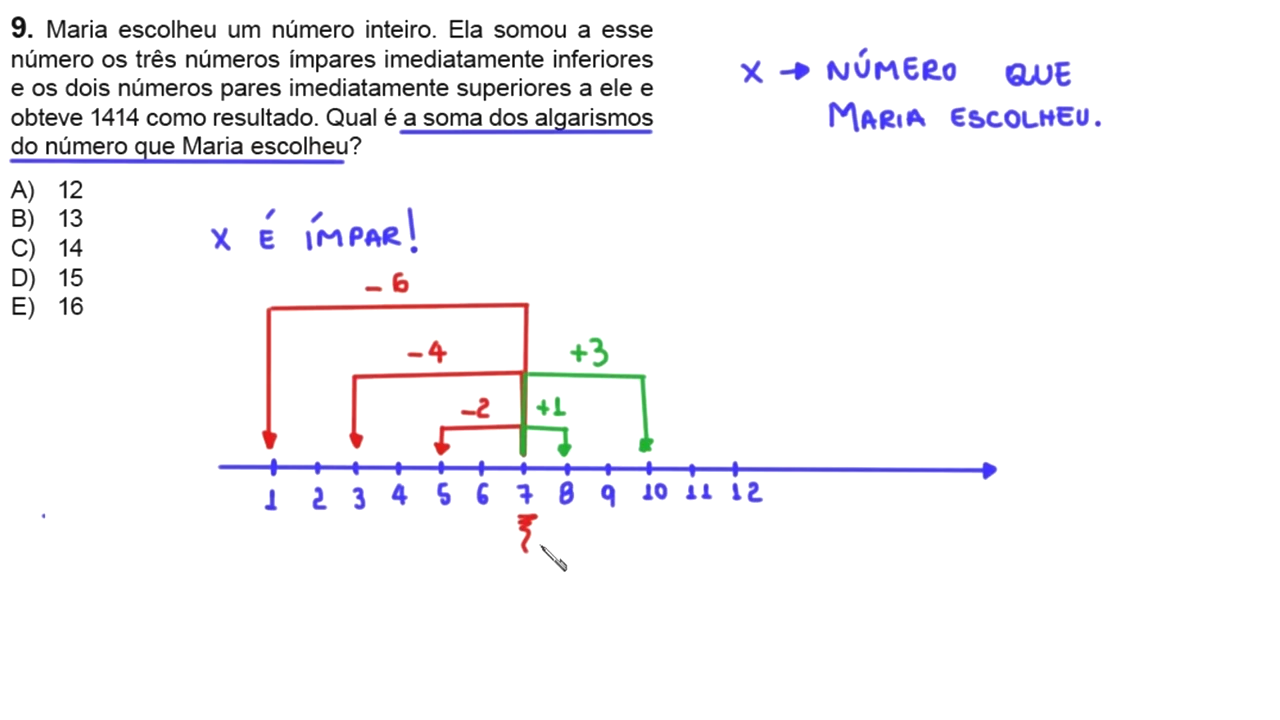 9. Maria escolheu um número inteiro. Ela somou a esse
número os três números ímpares imediatamente inferiores
e os dois números pares imediatamente superiores a ele e
obteve 1414 como resultado. Qual é a soma dos algarismos
do número que Maria escolheu?
A) 12
B) 13
C) 14
D) 15
E) 16
X → NÚMERO QUE
MARIA ESCOLHEU.
X É ÍMPAR!
-6
-4 +3
-2 +1
1 2 3 4 5 6 7 8 9 10 11 12